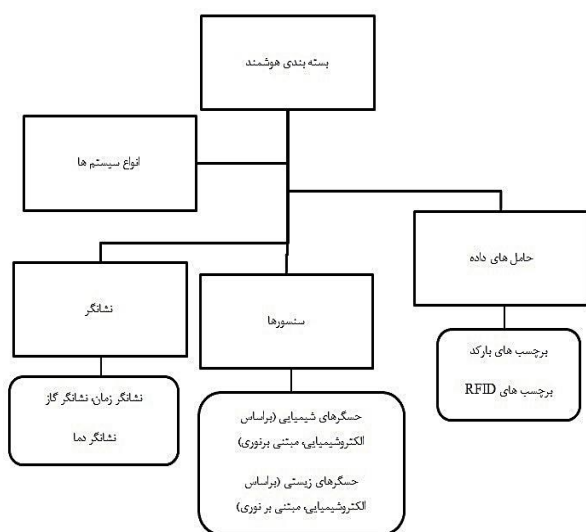 بسته بندی هوشمند
انواع سیستم ها
حامل های داده
برچسب های بارکد
برچسب های RFID
سنسورها
حسگرهای شیمیایی (براساس
الکتروشیمیایی، مبتنی برنوری)
حسگرهای زیستی (براساس
الکتروشیمیایی، مبتنی بر نوری)
نشانگر
نشانگر زمان، نشانگر گاز
نشانگر دما